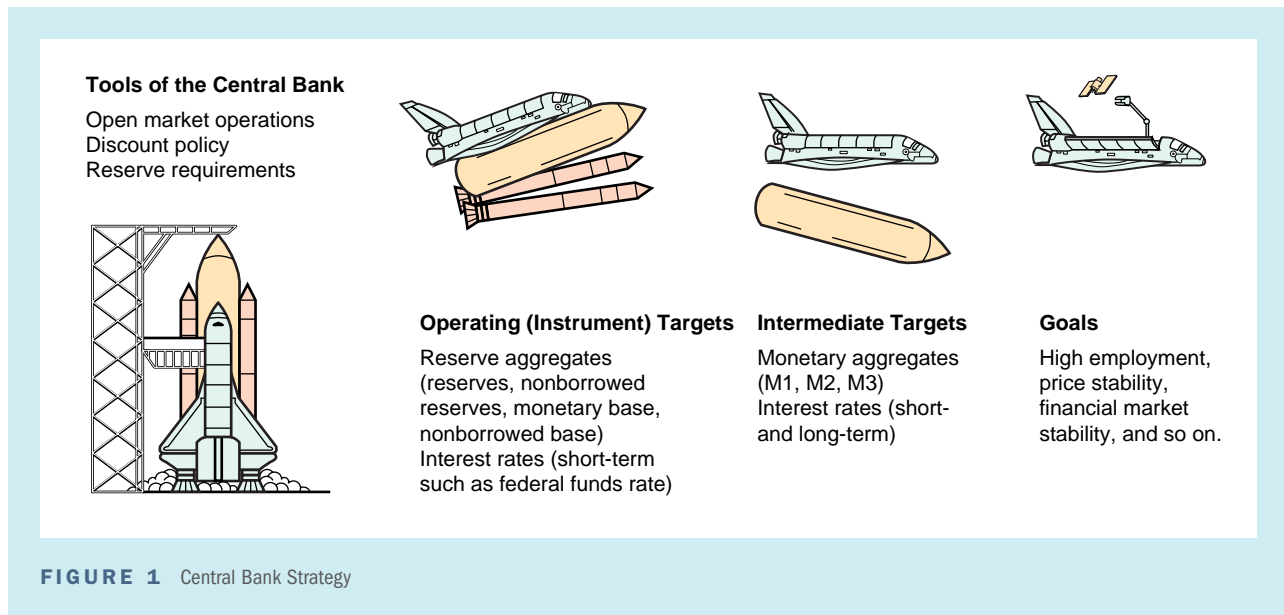 Tools of the Central Bank
Open market operations
Discount policy
Reserve requirements
Operating (Instrument) Targets
Reserve aggregates
(reserves, nonborrowed
reserves, monetary base,
nonborrowed base)
Interest rates (short-term
such as federal funds rate)
Intermediate Targets
Monetary aggregates
(M1, M2, M3)
Interest rates (short-
and long-term)
Goals
High employment,
price stability,
financial market
stability, and so on.
FIGURE 1 Central Bank Strategy